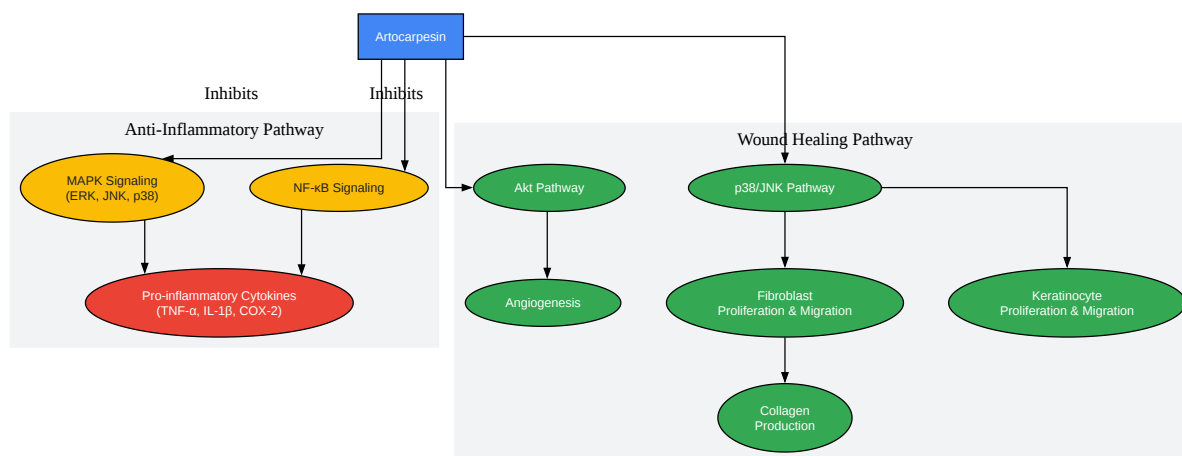 Artocarpesin
Inhibits
Inhibits
Anti-Inflammatory Pathway
Wound Healing Pathway
MAPK Signaling
(ERK, JNK, p38)
NF-κB Signaling
Akt Pathway
p38/JNK Pathway
Pro-inflammatory Cytokines
(TNF-α, IL-1β, COX-2)
Angiogenesis
Fibroblast
Proliferation & Migration
Keratinocyte
Proliferation & Migration
Collagen
Production